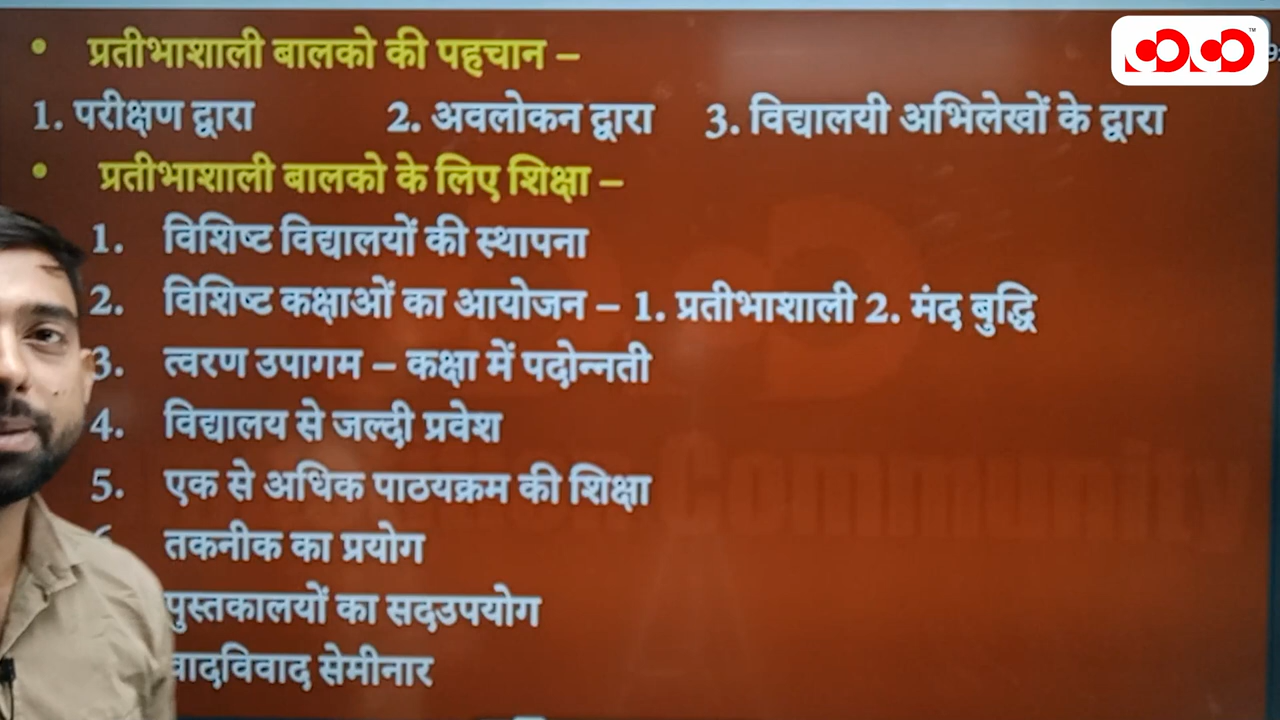 • प्रतीभाशाली बालको की पहचान –
1. परीक्षण द्वारा 2. अवलोकन द्वारा 3. विद्यालयी अभिलेखों के द्वारा
• प्रतीभाशाली बालको के लिए शिक्षा –
1. विशिष्ट विद्यालयों की स्थापना
2. विशिष्ट कक्षाओं का आयोजन – 1. प्रतीभाशाली 2. मंद बुद्धि
3. त्वरण उपागम – कक्षा में पदोन्नती
4. विद्यालय से जल्दी प्रवेश
5. एक से अधिक पाठयक्रम की शिक्षा
तकनीक का प्रयोग
पुस्तकालयों का सदउपयोग
वादविवाद सेमीनार
Community